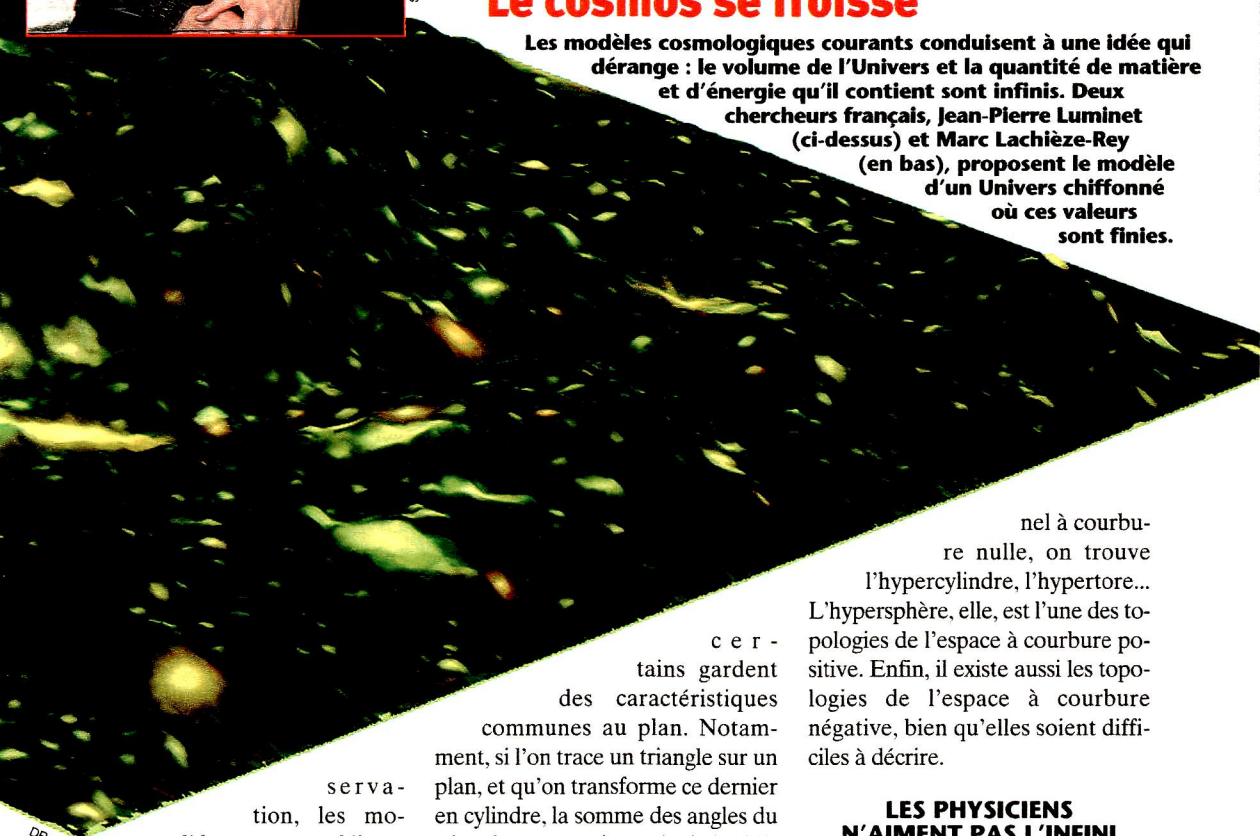 Le cosmos se froisse
Les modèles cosmologiques courants conduisent à une idée qui
dérange : le volume de l'Univers et la quantité de matière
et d'énergie qu'il contient sont infinis. Deux
chercheurs français, Jean-Pierre Luminet
(ci-dessus) et Marc Lachièze-Rey
(en bas), proposent le modèle
d'un Univers chiffonné
où ces valeurs
sont finies.
serva-
tion, les mo-
cer-
tains gardent
des caractéristiques
communes au plan. Notam-
ment, si l'on trace un triangle sur un
plan, et qu'on transforme ce dernier
en cylindre, la somme des angles du
nel à courbu-
re nulle, on trouve
l'hypercylindre, l'hypertore...
L'hypersphère, elle, est l'une des to-
pologies de l'espace à courbure po-
sitive. Enfin, il existe aussi les topo-
logies de l'espace à courbure
négative, bien qu'elles soient diffi-
ciles à décrire.
LES PHYSICIENS
N'AIMENT PAS L'INFINI